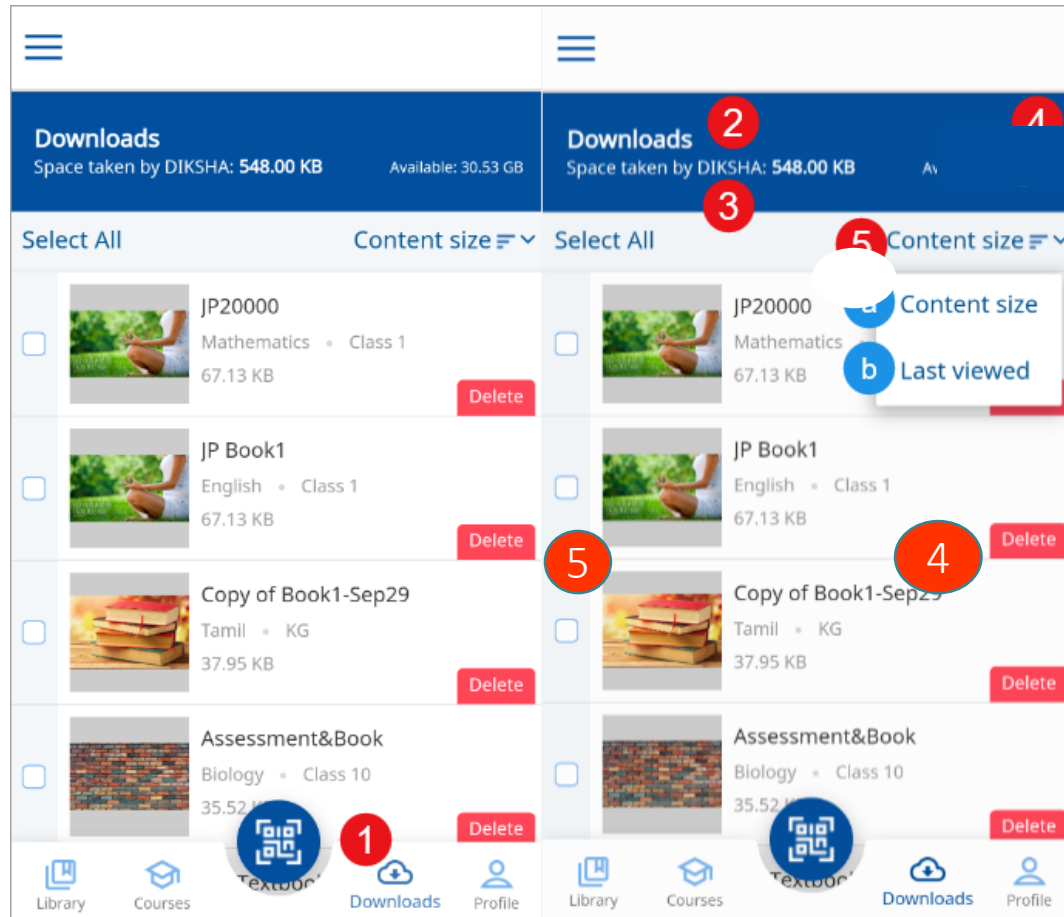 Downloads
Space taken by DIKSHA: 548.00 KB Available: 30.53 GB
Select All Content size
JP20000
Mathematics • Class 1
67.13 KB
Delete
JP Book1
English • Class 1
67.13 KB
Delete
Copy of Book1-Sep29
Tamil • KG
37.95 KB
Delete
Assessment&Book
Biology • Class 10
35.52
Delete
1
Library Courses Downloads Profile
Downloads 2 4
Space taken by DIKSHA: 548.00 KB
3
Select All 5 Content size
JP20000 a Content size
Mathematics
67.13 KB b Last viewed
JP Book1
English • Class 1
67.13 KB
Delete
5 4
Copy of Book1-Sep29
Tamil • KG
37.95 KB
Delete
Assessment&Book
Biology • Class 10
35.52
Delete
Library Courses Downloads Profile